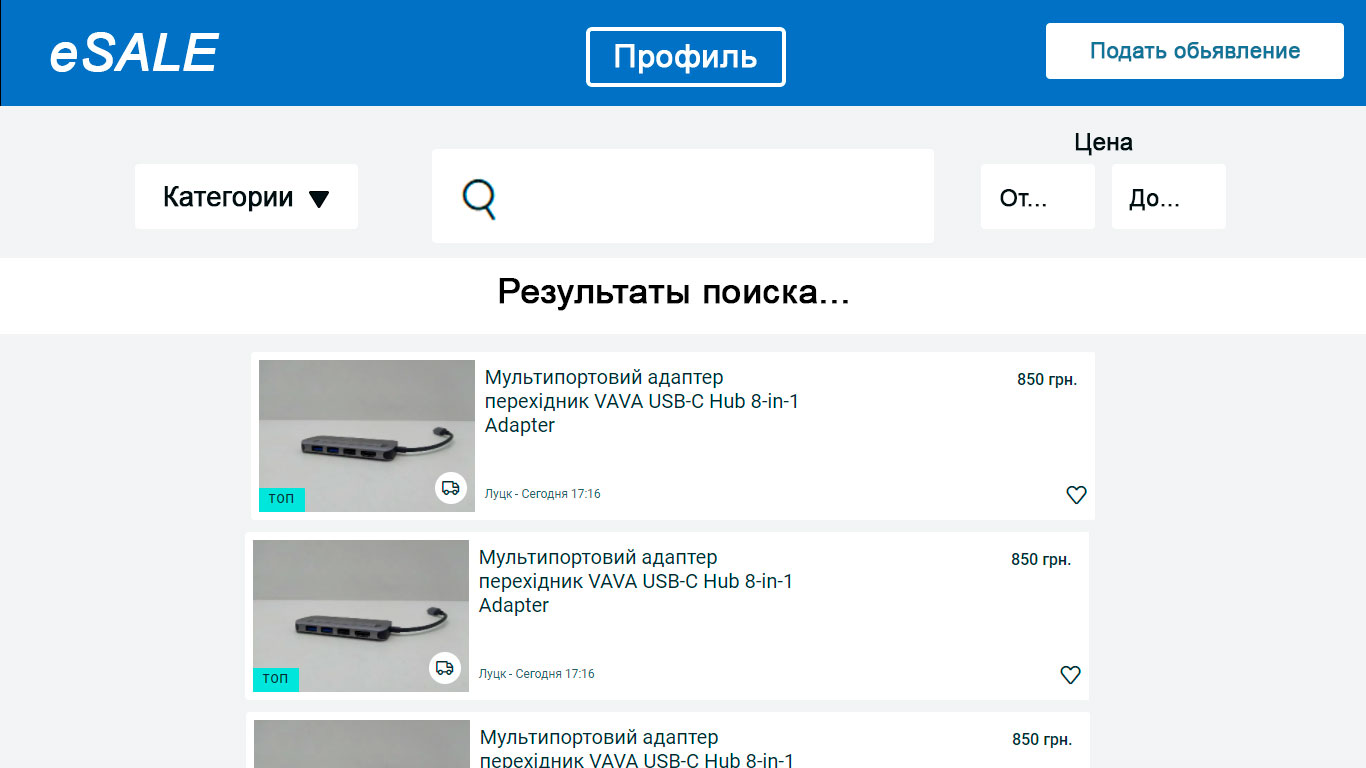 eSALE
Профиль
Подать обьявление
Цена
Категории
От...
До...
Результаты поиска...
Мультипортовий адаптер
перехідник VAVA USB-C Hub 8-in-1
Adapter
850 грн.
ТОП
Луцк - Сегодня 17:16
Мультипортовий адаптер
перехідник VAVA USB-C Hub 8-in-1
Adapter
850 грн.
ТОП
Луцк - Сегодня 17:16
Мультипортовий адаптер
перехідник VAVA USB-C Hub 8-in-1
850 грн.